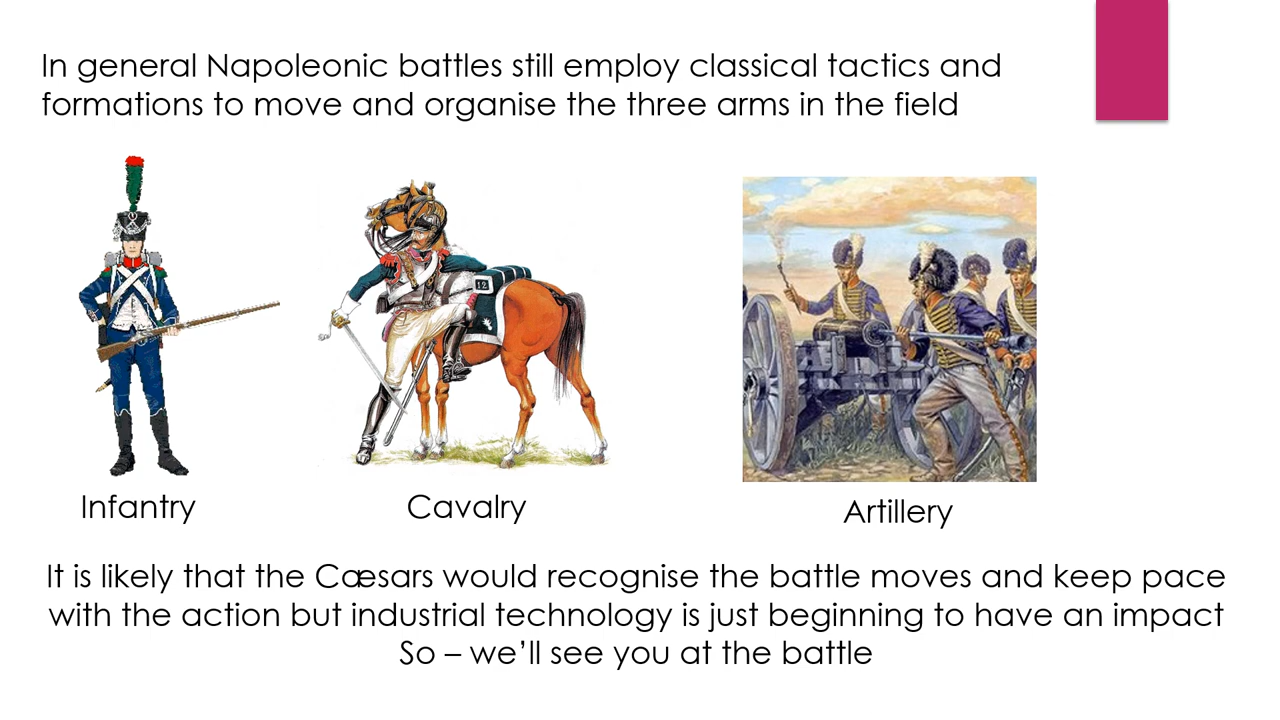 In general Napoleonic battles still employ classical tactics and
formations to move and organise the three arms in the field
12
Infantry
Cavalry
Artillery
It is likely that the Cæsars would recognise the battle moves and keep pace
with the action but industrial technology is just beginning to have an impact
So – we’ll see you at the battle